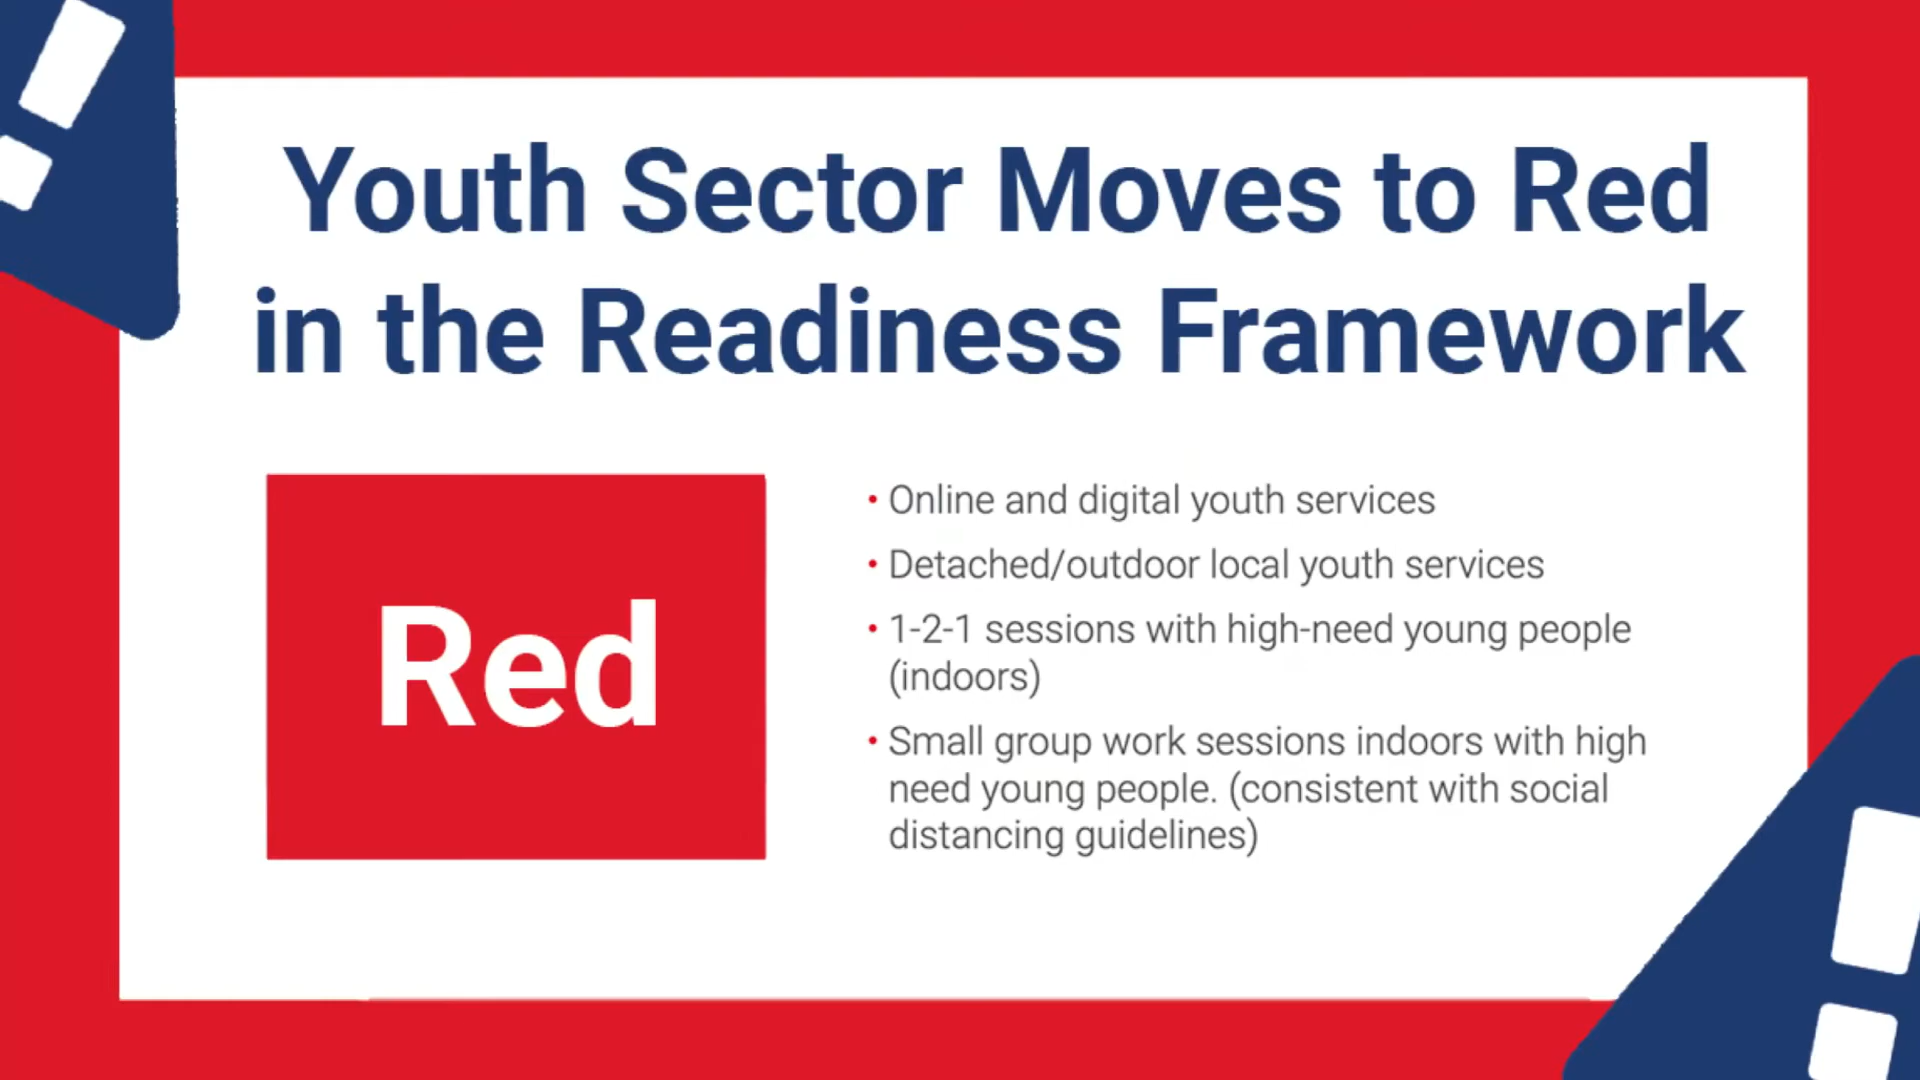 Youth Sector Moves to Red
in the Readiness Framework
Red
• Online and digital youth services
• Detached/outdoor local youth services
• 1-2-1 sessions with high-need young people
(indoors)
• Small group work sessions indoors with high
need young people. (consistent with social
distancing guidelines)